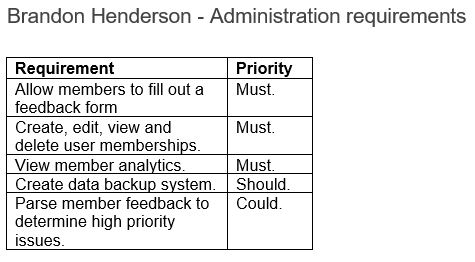 Brandon Henderson - Administration requirements
Requirement Priority
Allow members to fill out a Must.
feedback form
Create, edit, view and Must.
delete user memberships.
View member analytics. Must.
Create data backup system. Should.
Parse member feedback to Could.
determine high priority
issues.